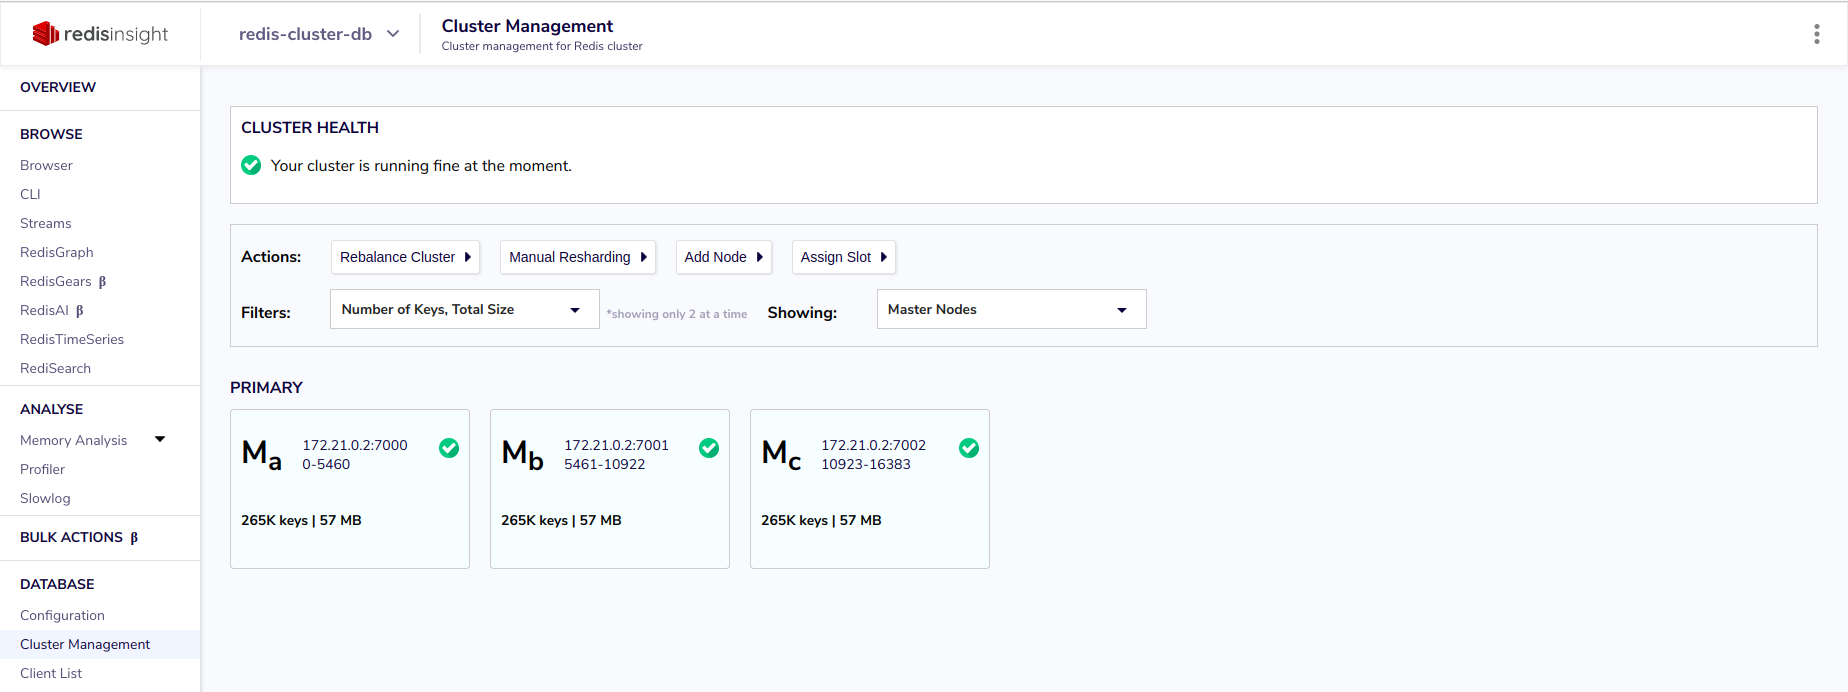 redisinsight
redis-cluster-db
Cluster Management
Cluster management for Redis cluster
OVERVIEW
BROWSE
Browser
CLI
Streams
RedisGraph
RedisGears β
RedisAI β
RedisTimeSeries
RediSearch
ANALYSE
Memory Analysis
Profiler
Slowlog
BULK ACTIONS β
DATABASE
Configuration
Cluster Management
Client List
CLUSTER HEALTH
Your cluster is running fine at the moment.
Actions: Rebalance Cluster Manual Resharding Add Node Assign Slot
Filters: Number of Keys, Total Size *showing only 2 at a time Showing: Master Nodes
PRIMARY
Ma
172.21.0.2:7000
0-5460
265K keys | 57 MB
Mb
172.21.0.2:7001
5461-10922
265K keys | 57 MB
Mc
172.21.0.2:7002
10923-16383
265K keys | 57 MB